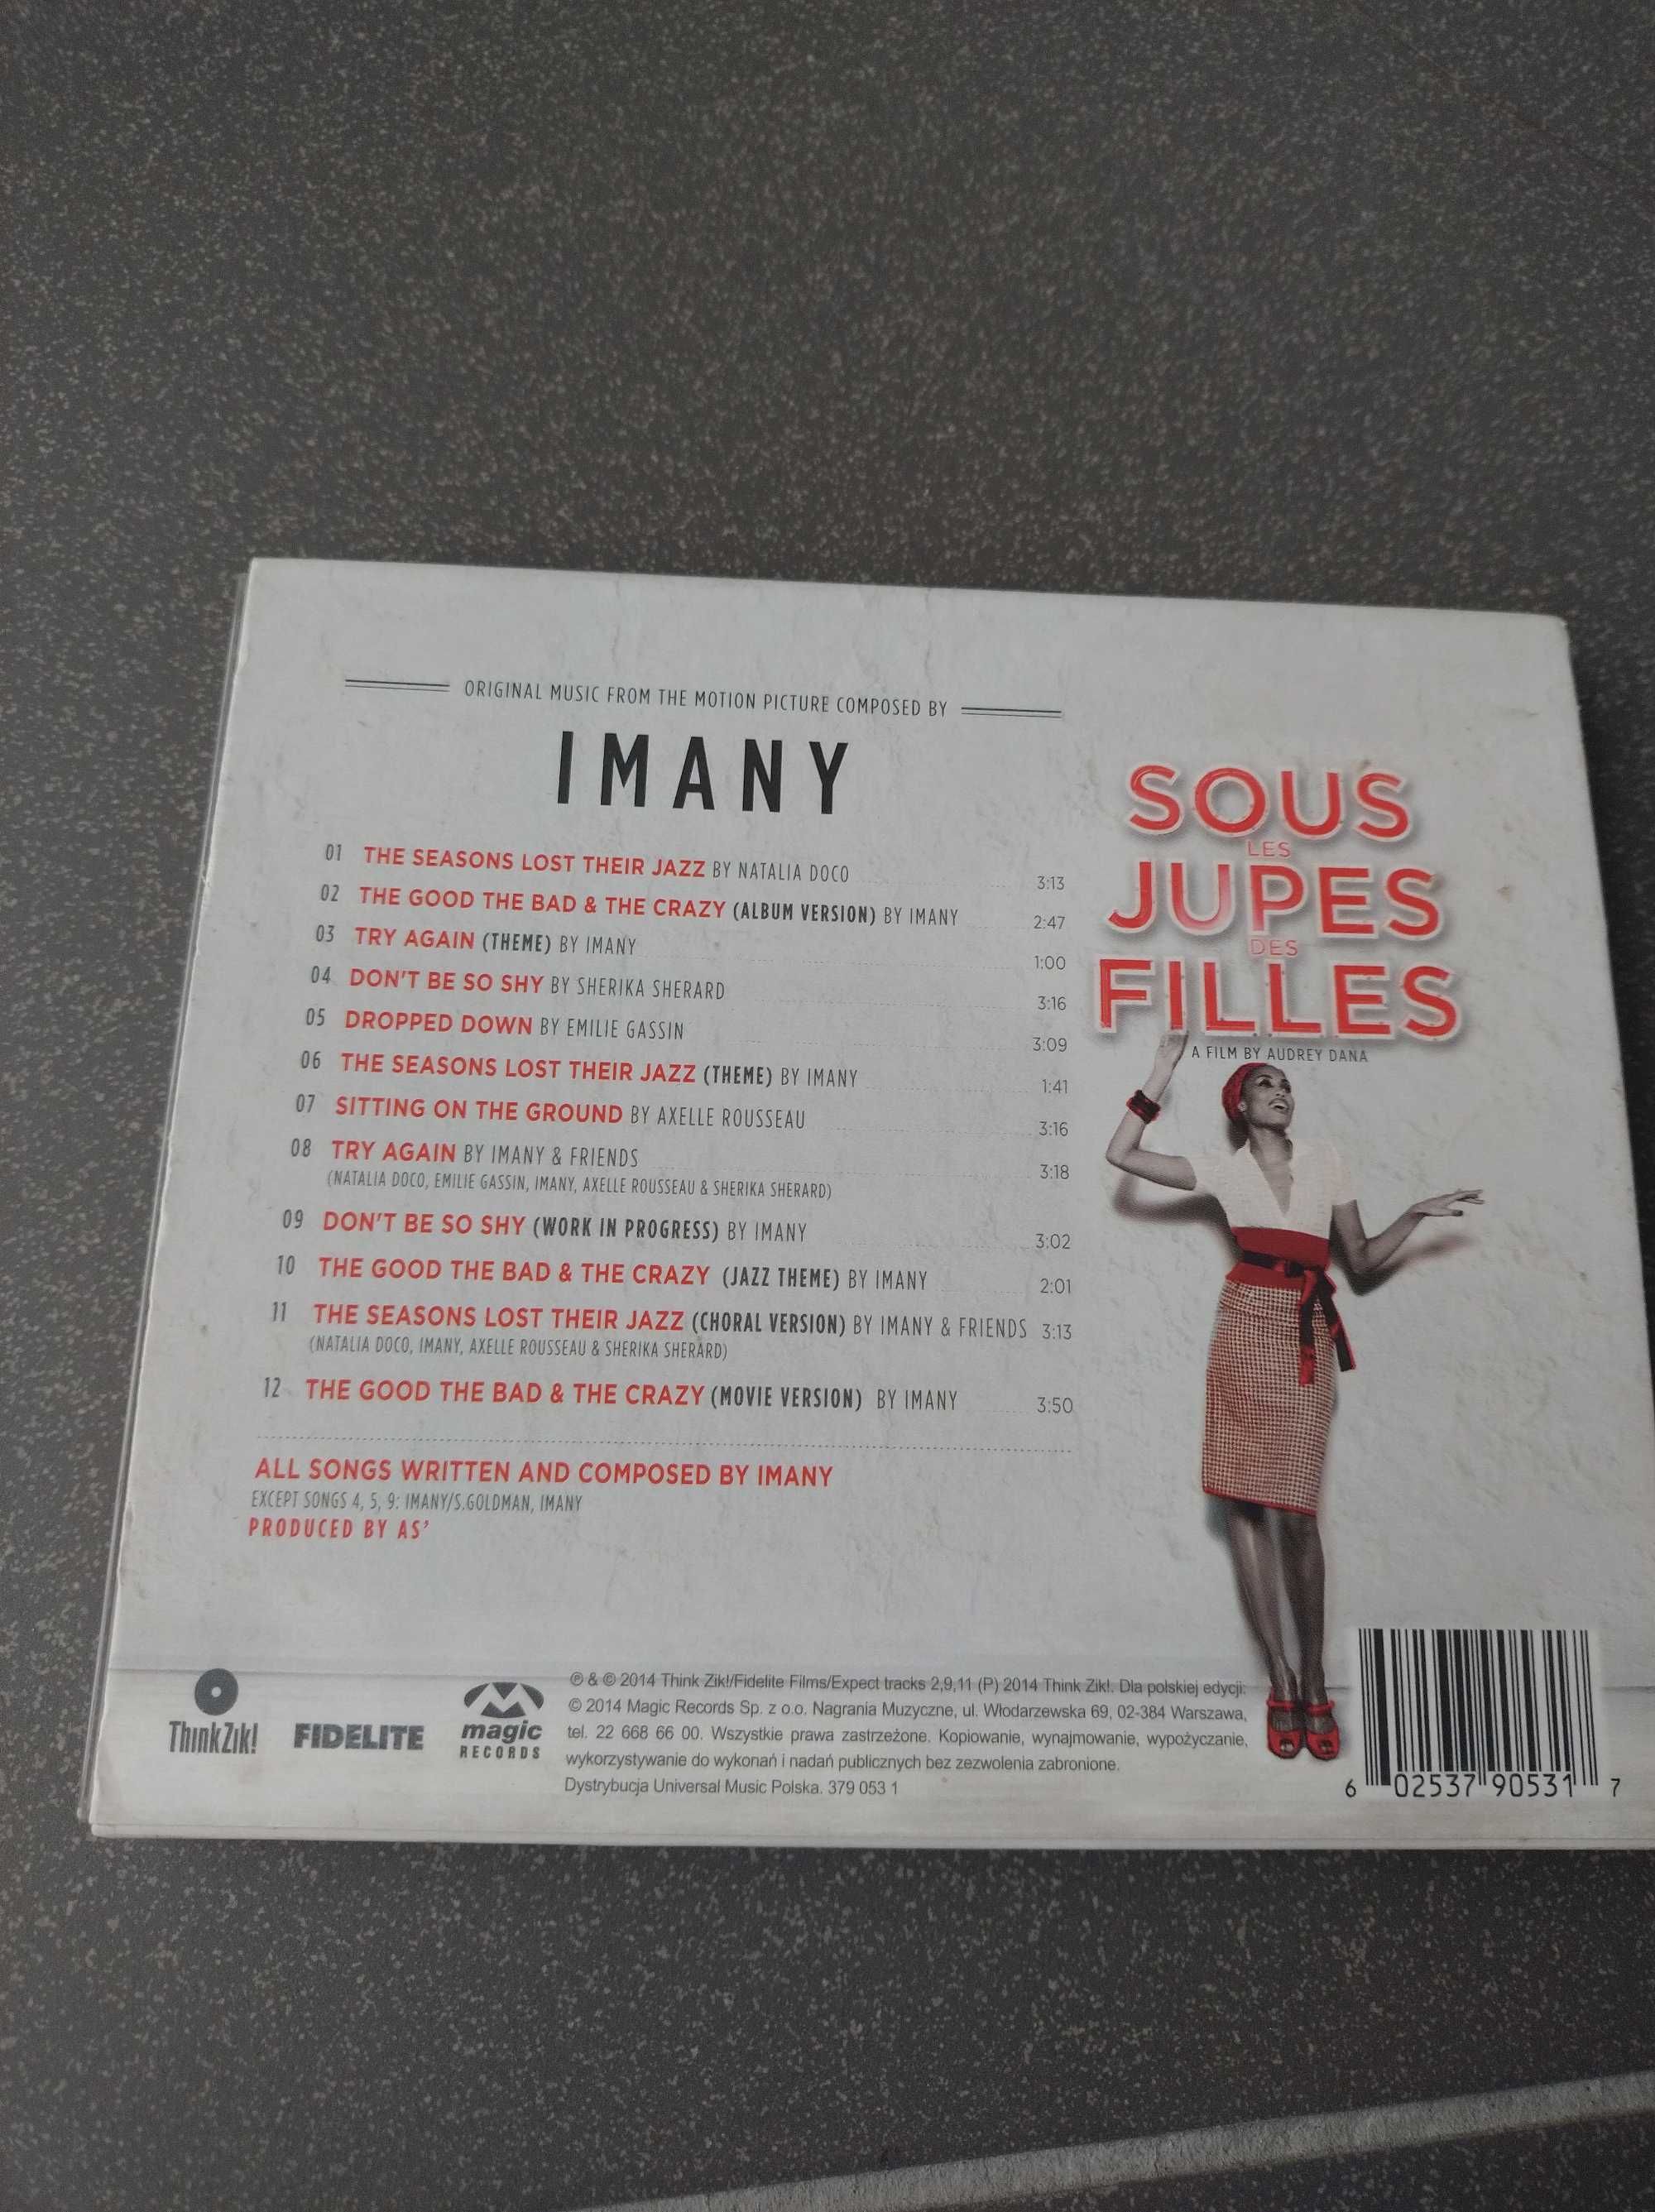 ORIGINAL MUSIC FROM THE MOTION PICTURE COMPOSED BY
IMANY
01 THE SEASONS LOST THEIR JAZZ BY NATALIA DOCO 3:13
02 THE GOOD THE BAD & THE CRAZY (ALBUM VERSION) BY IMANY 2:47
03 TRY AGAIN (THEME) BY IMANY 1:00
04 DON'T BE SO SHY BY SHERIKA SHERARD 3:16
05 DROPPED DOWN BY EMILIE GASSIN 3:09
06 THE SEASONS LOST THEIR JAZZ (THEME) BY IMANY 1:41
07 SITTING ON THE GROUND BY AXELLE ROUSSEAU 3:16
08 TRY AGAIN BY IMANY & FRIENDS 3:18
(NATALIA DOCO, EMILIE GASSIN, IMANY, AXELLE ROUSSEAU & SHERIKA SHERARD)
09 DON'T BE SO SHY (WORK IN PROGRESS) BY IMANY 3:02
10 THE GOOD THE BAD & THE CRAZY (JAZZ THEME) BY IMANY 2:01
11 THE SEASONS LOST THEIR JAZZ (CHORAL VERSION) BY IMANY & FRIENDS 3:13
(NATALIA DOCO, IMANY, AXELLE ROUSSEAU & SHERIKA SHERARD)
12 THE GOOD THE BAD & THE CRAZY (MOVIE VERSION) BY IMANY 3:50
ALL SONGS WRITTEN AND COMPOSED BY IMANY
EXCEPT SONGS 4, 5, 9: IMANY/S.GOLDMAN, IMANY
PRODUCED BY AS'
SOUS
LES
JUPES
DES
FILLES
A FILM BY AUDREY DANA
ThinkZik!
FIDELITE
magic
RECORDS
℗ & © 2014 Think Zik!/Fidelite Films/Expect tracks 2,9,11 (P) 2014 Think Zik!. Dla polskiej edycji:
© 2014 Magic Records Sp. z o.o. Nagrania Muzyczne, ul. Włodarzewska 69, 02-384 Warszawa,
tel. 22 668 66 00. Wszystkie prawa zastrzeżone. Kopiowanie, wynajmowanie, wypożyczanie,
wykorzystywanie do wykonań i nadań publicznych bez zezwolenia zabronione.
Dystrybucja Universal Music Polska. 379 053 1
6 02537 90531 7